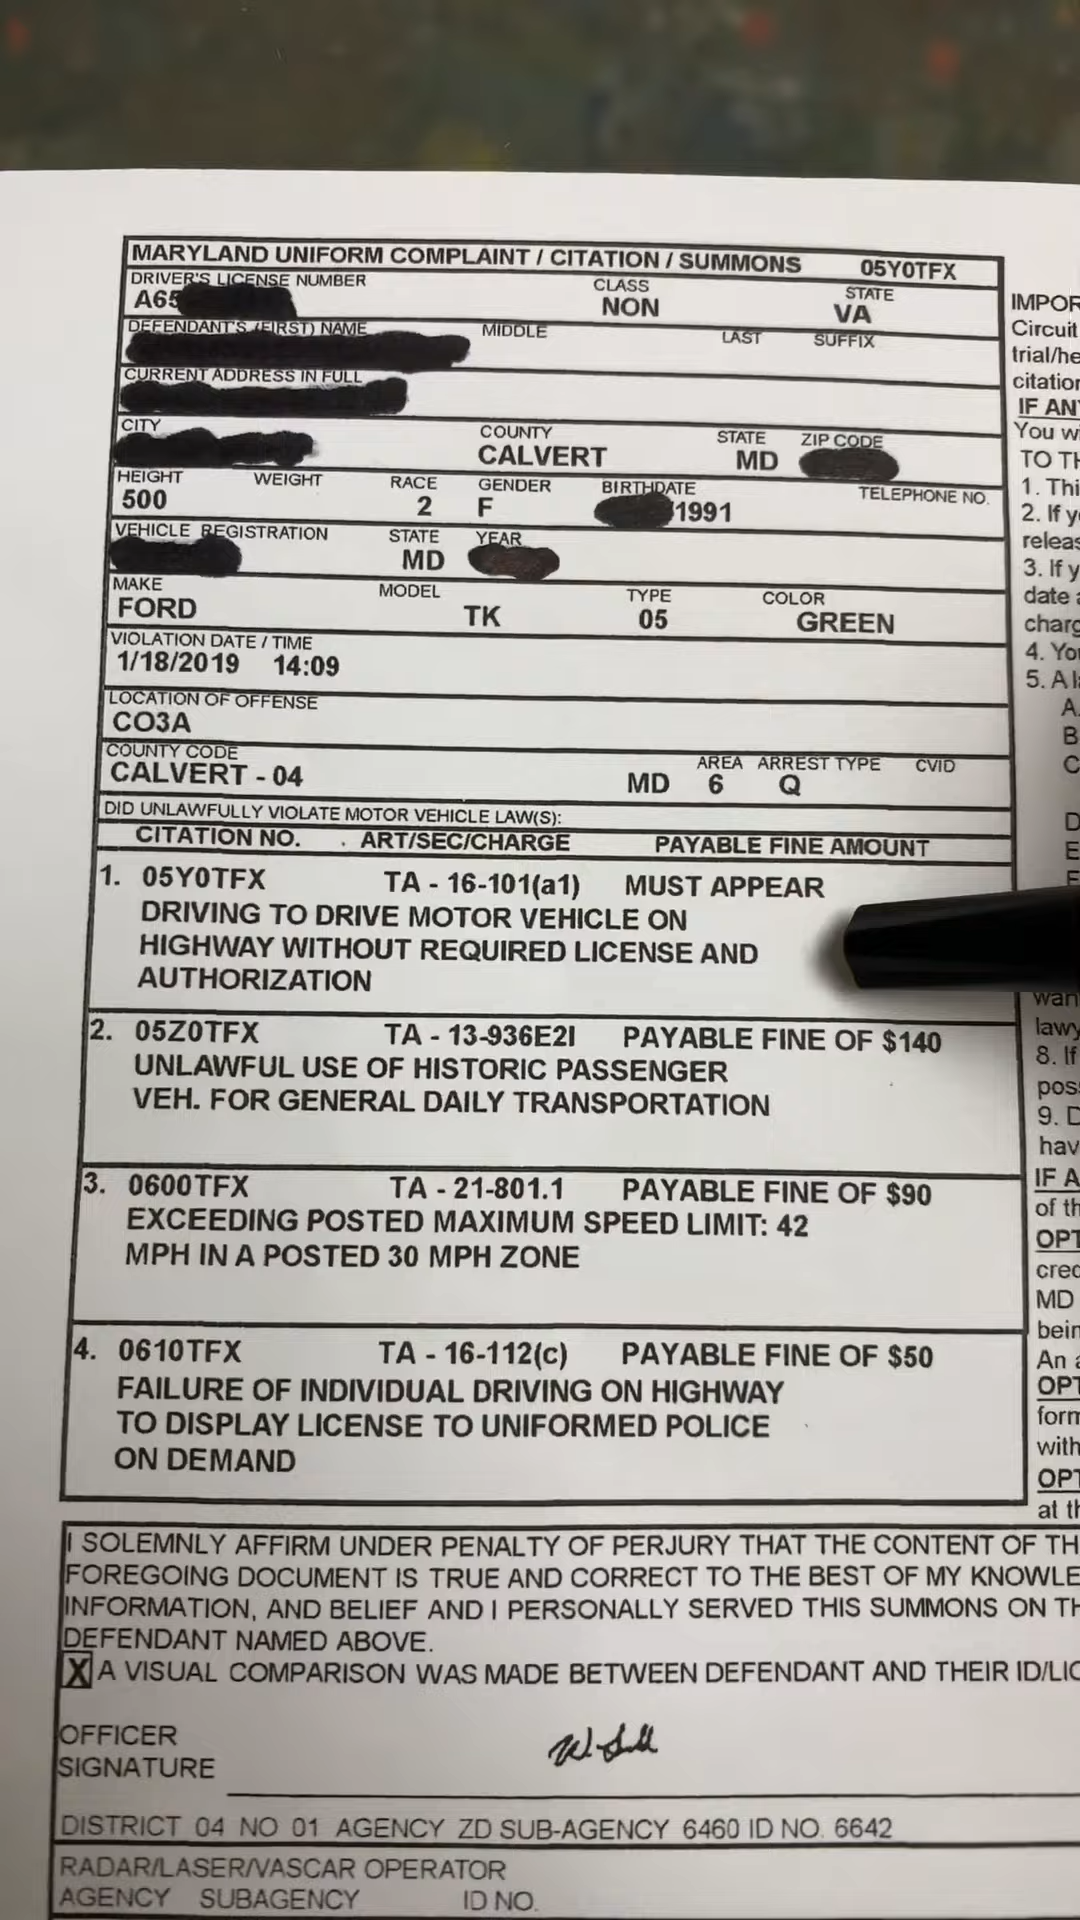 MARYLAND UNIFORM COMPLAINT / CITATION / SUMMONS 05Y0TFX
DRIVER'S LICENSE NUMBER CLASS STATE
A65 NON VA
DEFENDANT'S (FIRST) NAME MIDDLE LAST SUFFIX
CURRENT ADDRESS IN FULL
CITY COUNTY STATE ZIP CODE
CALVERT MD
HEIGHT WEIGHT RACE GENDER BIRTHDATE TELEPHONE NO.
500 2 F /1991
VEHICLE REGISTRATION STATE YEAR
MD
MAKE MODEL TYPE COLOR
FORD TK 05 GREEN
VIOLATION DATE / TIME
1/18/2019 14:09
LOCATION OF OFFENSE
CO3A
COUNTY CODE AREA ARREST TYPE CVID
CALVERT - 04 MD 6 Q
DID UNLAWFULLY VIOLATE MOTOR VEHICLE LAW(S):
CITATION NO. ART/SEC/CHARGE PAYABLE FINE AMOUNT
1. 05Y0TFX TA - 16-101(a1) MUST APPEAR
DRIVING TO DRIVE MOTOR VEHICLE ON
HIGHWAY WITHOUT REQUIRED LICENSE AND
AUTHORIZATION
2. 05Z0TFX TA - 13-936E2I PAYABLE FINE OF $140
UNLAWFUL USE OF HISTORIC PASSENGER
VEH. FOR GENERAL DAILY TRANSPORTATION
3. 0600TFX TA - 21-801.1 PAYABLE FINE OF $90
EXCEEDING POSTED MAXIMUM SPEED LIMIT: 42
MPH IN A POSTED 30 MPH ZONE
4. 0610TFX TA - 16-112(c) PAYABLE FINE OF $50
FAILURE OF INDIVIDUAL DRIVING ON HIGHWAY
TO DISPLAY LICENSE TO UNIFORMED POLICE
ON DEMAND
I SOLEMNLY AFFIRM UNDER PENALTY OF PERJURY THAT THE CONTENT OF TH
FOREGOING DOCUMENT IS TRUE AND CORRECT TO THE BEST OF MY KNOWLE
INFORMATION, AND BELIEF AND I PERSONALLY SERVED THIS SUMMONS ON TH
DEFENDANT NAMED ABOVE.
X A VISUAL COMPARISON WAS MADE BETWEEN DEFENDANT AND THEIR ID/LIC
OFFICER
SIGNATURE
DISTRICT 04 NO 01 AGENCY ZD SUB-AGENCY 6460 ID NO. 6642
RADAR/LASER/VASCAR OPERATOR
AGENCY SUBAGENCY ID NO.
IMPOR
Circuit
trial/he
citation
IF AN
You wi
TO TH
1. Thi
2. If y
releas
3. If y
date a
charg
4. Yo
5. A l
A.
B
C
D
E
F
wan
lawy
8. If
pos
9. D
hav
IF A
of th
OPT
cred
MD
bein
An a
OPT
form
with
OPT
at th